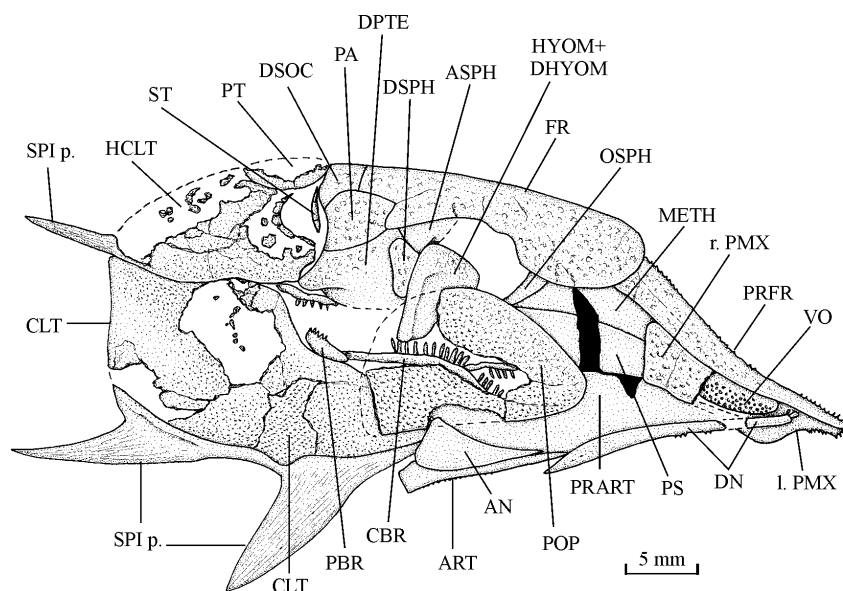 DPTE
PA
HYOM+
DHYOM
DSOC
ASPH
DSPH
ST
PT
FR
SPI p.
HCLT
OSPH
METH
r. PMX
PRFR
VO
CLT
SPI p.
CLT
PBR
CBR
ART
AN
POP
PRART
PS
DN
l. PMX
5 mm